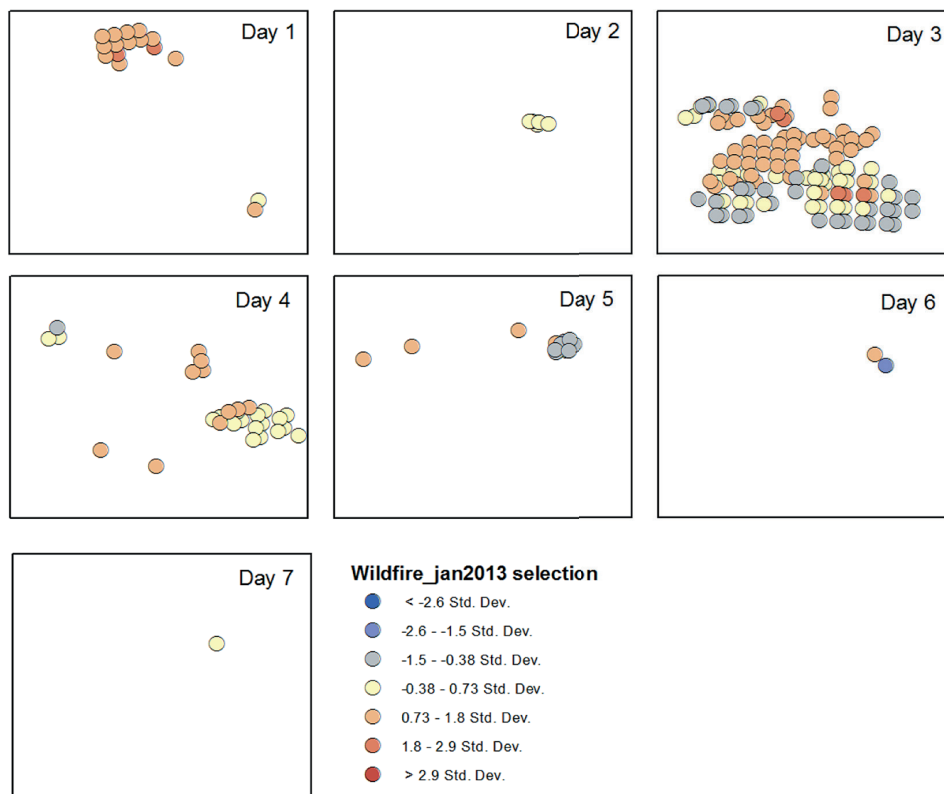 Day 1
Day 2
Day 3
Day 4
Day 5
Day 6
Day 7
Wildfire_jan2013 selection
< -2.6 Std. Dev.
-2.6 - -1.5 Std. Dev.
-1.5 - -0.38 Std. Dev.
-0.38 - 0.73 Std. Dev.
0.73 - 1.8 Std. Dev.
1.8 - 2.9 Std. Dev.
> 2.9 Std. Dev.